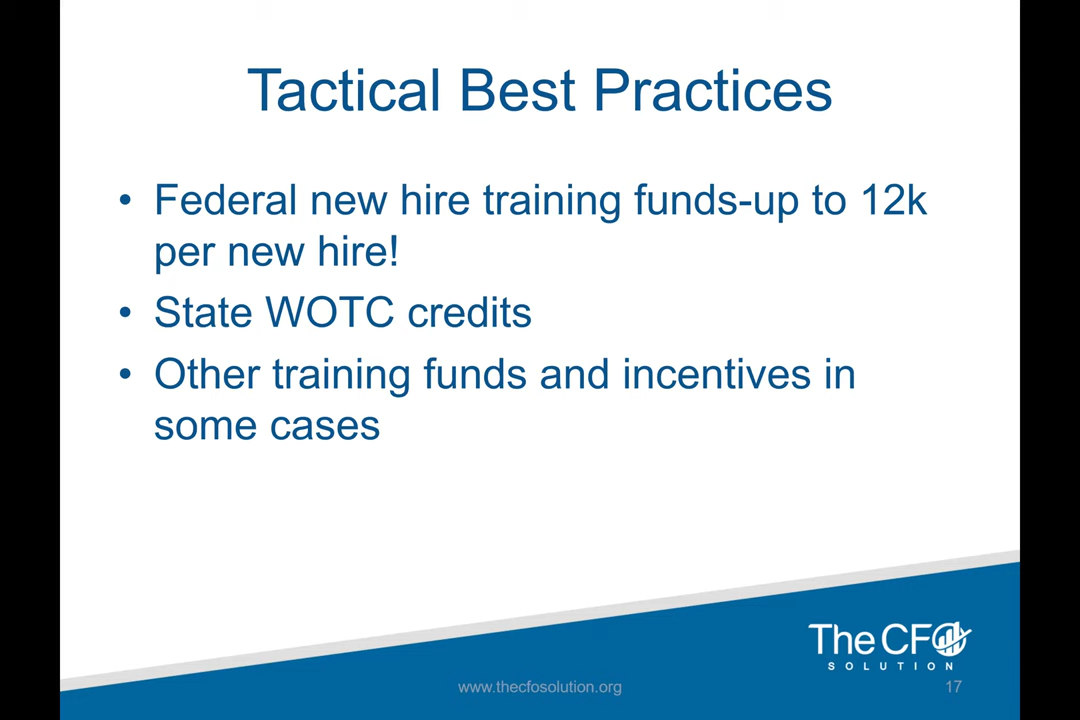 Tactical Best Practices
• Federal new hire training funds-up to 12k
per new hire!
• State WOTC credits
• Other training funds and incentives in
some cases
The CFO
SOLUTION
www.thecfosolution.org
17